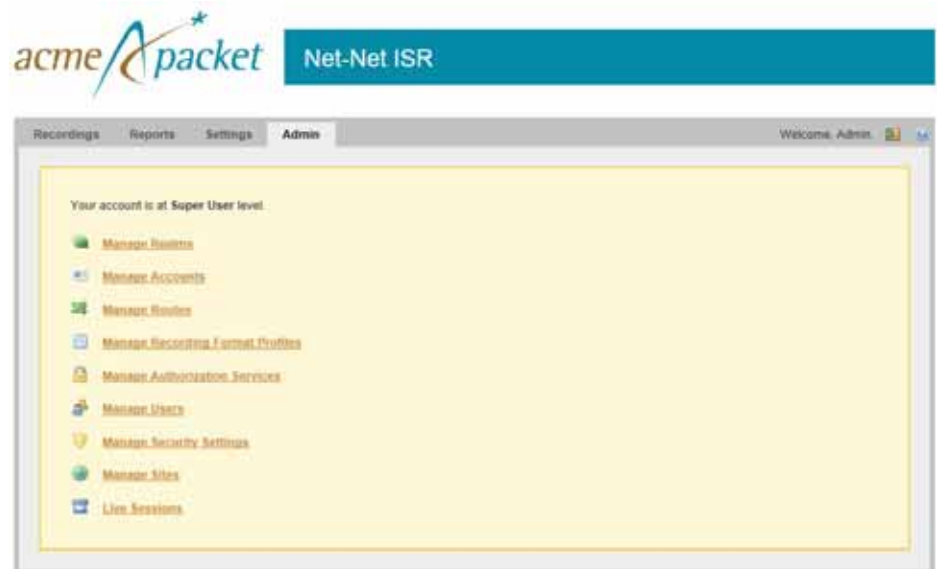 acme packet
Net-Net ISR
Recordings Reports Settings Admin Welcome, Admin.
Your account is at Super User level
Manage Realms
Manage Accounts
Manage Routes
Manage Recording Format Profiles
Manage Authorization Services
Manage Users
Manage Security Settings
Manage Sites
Live Sessions